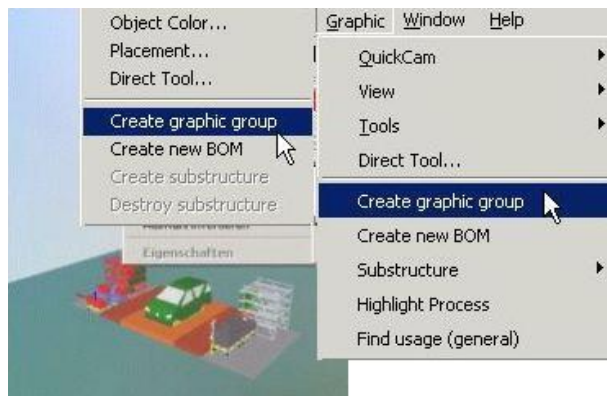 Object Color...
Placement...
Direct Tool...
Create graphic group
Create new BOM
Create substructure
Destroy substructure
Eigenschaften
Graphic Window Help
QuickCam
View
Tools
Direct Tool...
Create graphic group
Create new BOM
Substructure
Highlight Process
Find usage (general)